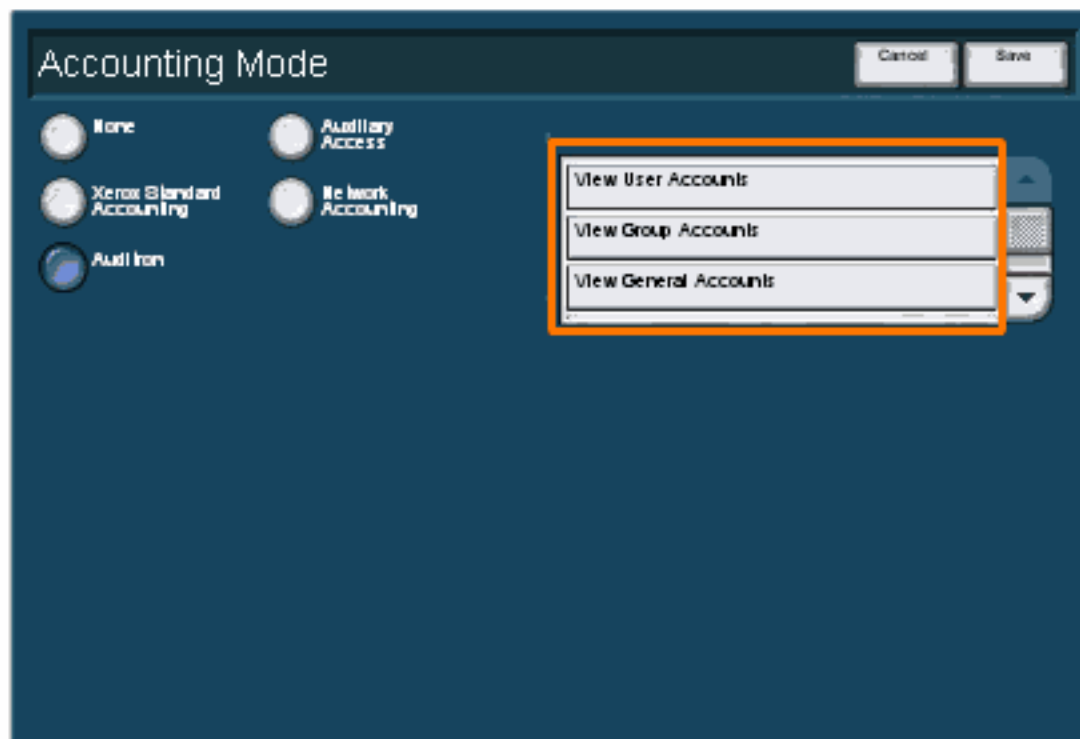 Accounting Mode
Cancel
Save
None
Auxiliary
Access
Xerox Standard
Accounting
Network
Accounting
Auditron
View User Accounts
View Group Accounts
View General Accounts